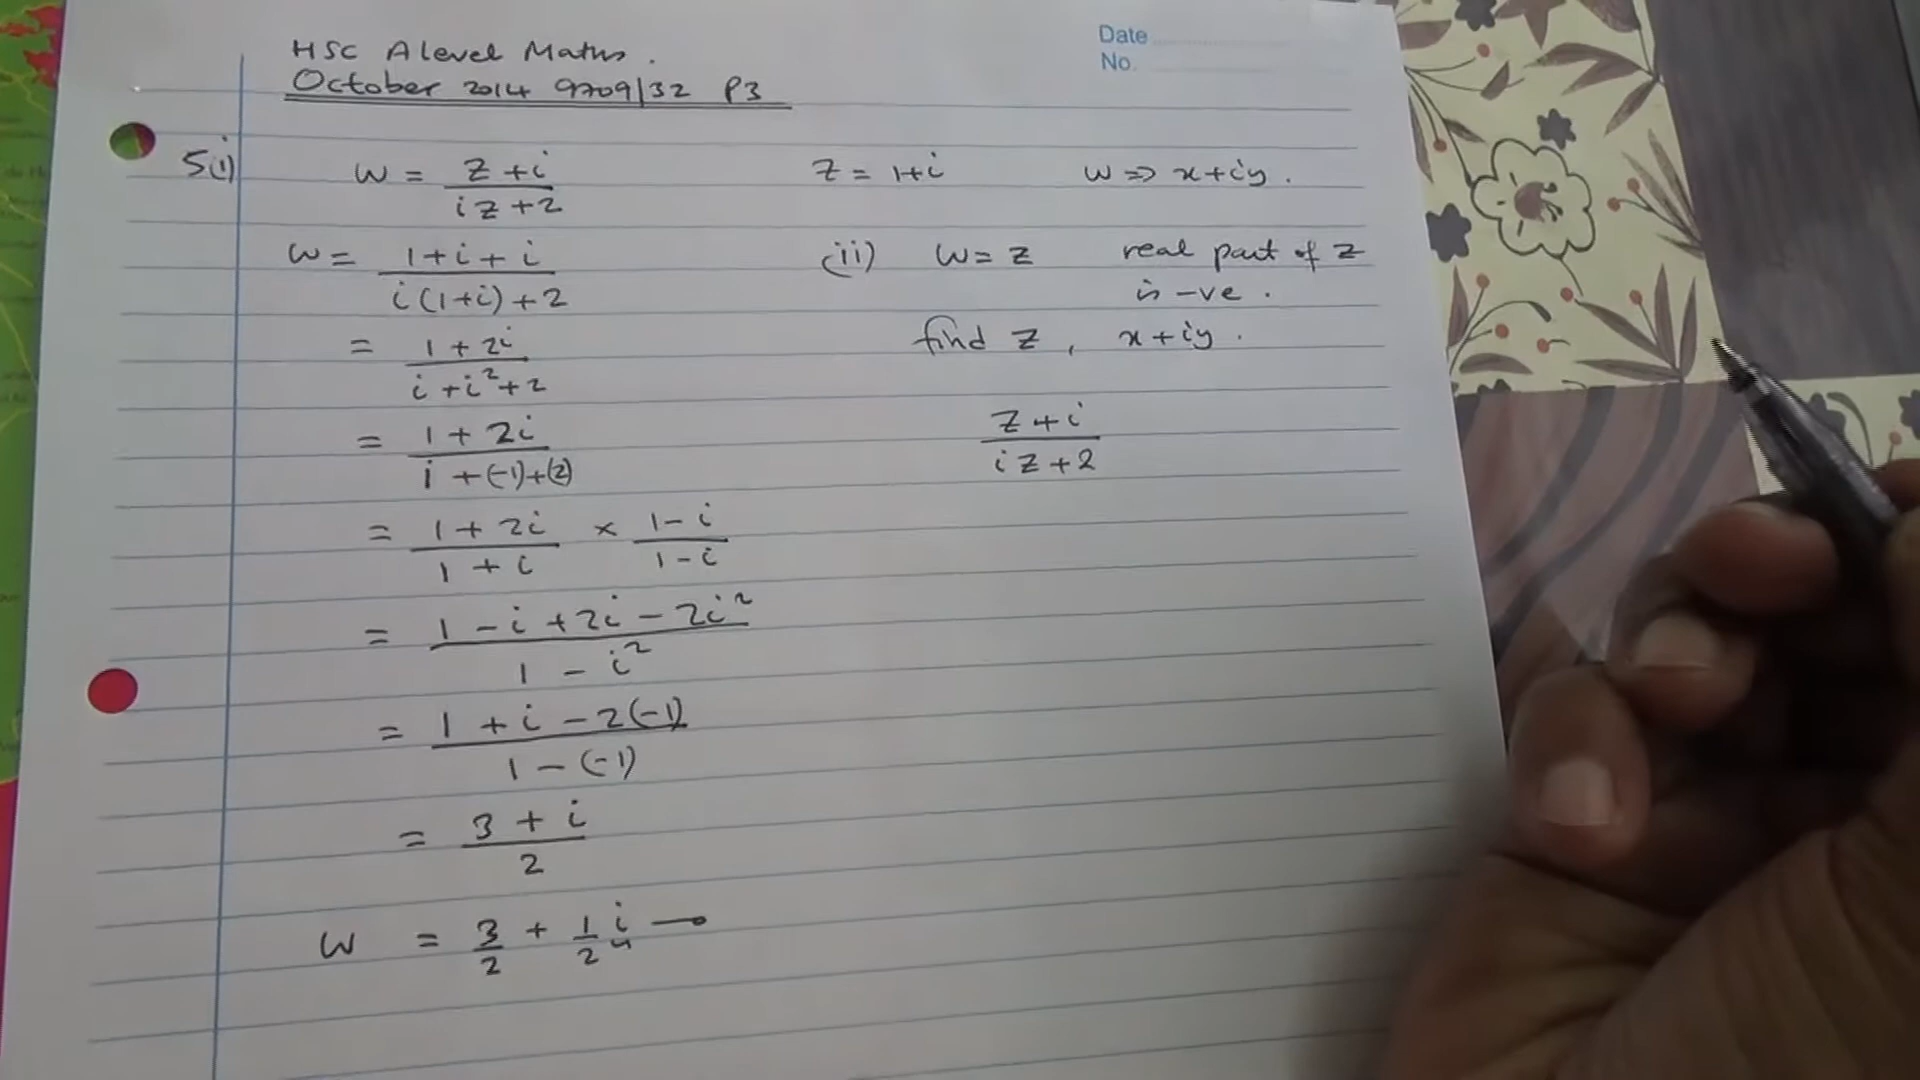 HSC A level Maths.
October 2014 9709/32 P3
Date
No.
5(i) w = z + i / iz + 2 z = 1+i w => x+iy.
w = 1 + i + i / i(1+i) + 2
= 1 + 2i / i + i² + 2
= 1 + 2i / i + (-1) + (2)
= 1 + 2i / 1 + i × 1 - i / 1 - i
= 1 - i + 2i - 2i² / 1 - i²
= 1 + i - 2(-1) / 1 - (-1)
= 3 + i / 2
w = 3/2 + 1/2 i
(ii) w = z real part of z
is -ve.
find z, x + iy.
z + i / iz + 2